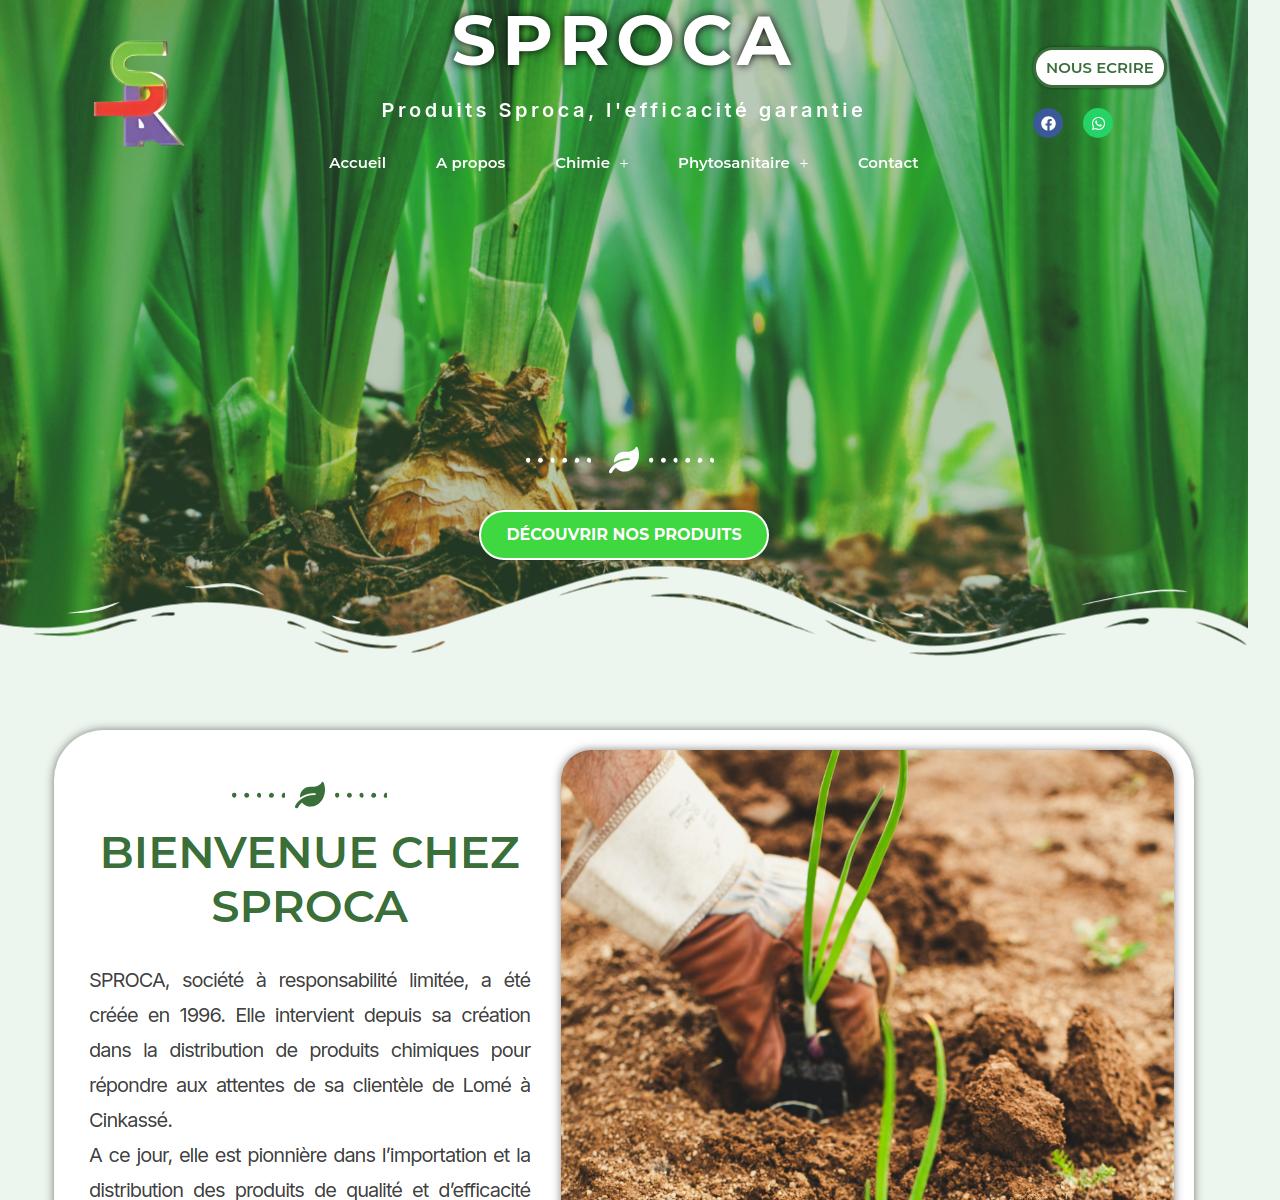 SPROCA
Produits Sproca, l'efficacité garantie
NOUS ECRIRE
Accueil A propos Chimie + Phytosanitaire + Contact
DÉCOUVRIR NOS PRODUITS
BIENVENUE CHEZ
SPROCA
SPROCA, société à responsabilité limitée, a été
créée en 1996. Elle intervient depuis sa création
dans la distribution de produits chimiques pour
répondre aux attentes de sa clientèle de Lomé à
Cinkassé.
A ce jour, elle est pionnière dans l’importation et la
distribution des produits de qualité et d’efficacité